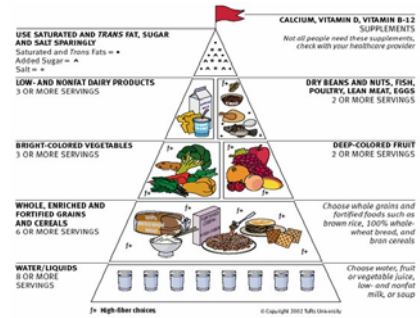 CALCIUM, VITAMIN D, VITAMIN B-12
SUPPLEMENTS
Not all people need these supplements,
check with your healthcare provider
USE SATURATED AND TRANS FAT, SUGAR
AND SALT SPARINGLY
Saturated and Trans Fats = •
Added Sugar = ^
Salt = »
LOW- AND NONFAT DAIRY PRODUCTS
3 OR MORE SERVINGS
DRY BEANS AND NUTS, FISH,
POULTRY, LEAN MEAT, EGGS
2 OR MORE SERVINGS
BRIGHT-COLORED VEGETABLES
3 OR MORE SERVINGS
DEEP-COLORED FRUIT
2 OR MORE SERVINGS
WHOLE, ENRICHED AND
FORTIFIED GRAINS
AND CEREALS
6 OR MORE SERVINGS
Choose whole grains and
fortified foods such as
brown rice, 100% whole-
wheat bread, and
bran cereals
WATER/LIQUIDS
8 OR MORE
SERVINGS
Choose water, fruit
or vegetable juice,
low- and nonfat
milk, or soup
f+ High-fiber choices
© Copyright 2002 Tufts University